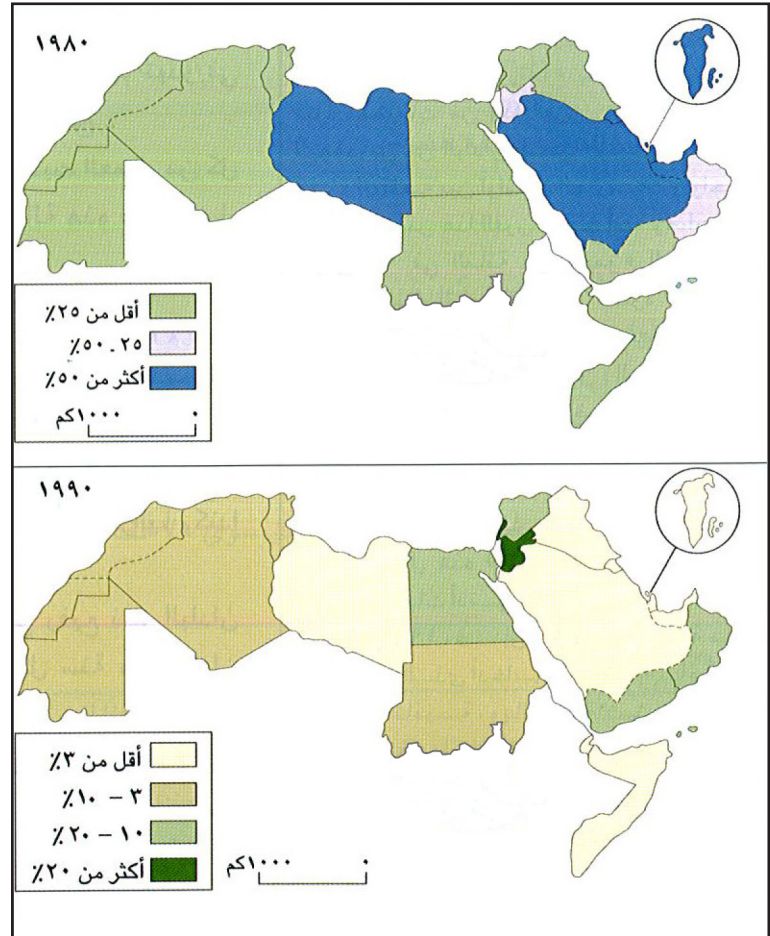 ١٩٨٠
أقل من ٢٥٪
٢٥ ـ ٥٠٪
أكثر من ٥٠٪
٠ ١٠٠٠كم
١٩٩٠
أقل من ٣٪
٣ – ١٠٪
١٠ – ٢٠٪
أكثر من ٢٠٪
٠ ١٠٠٠كم